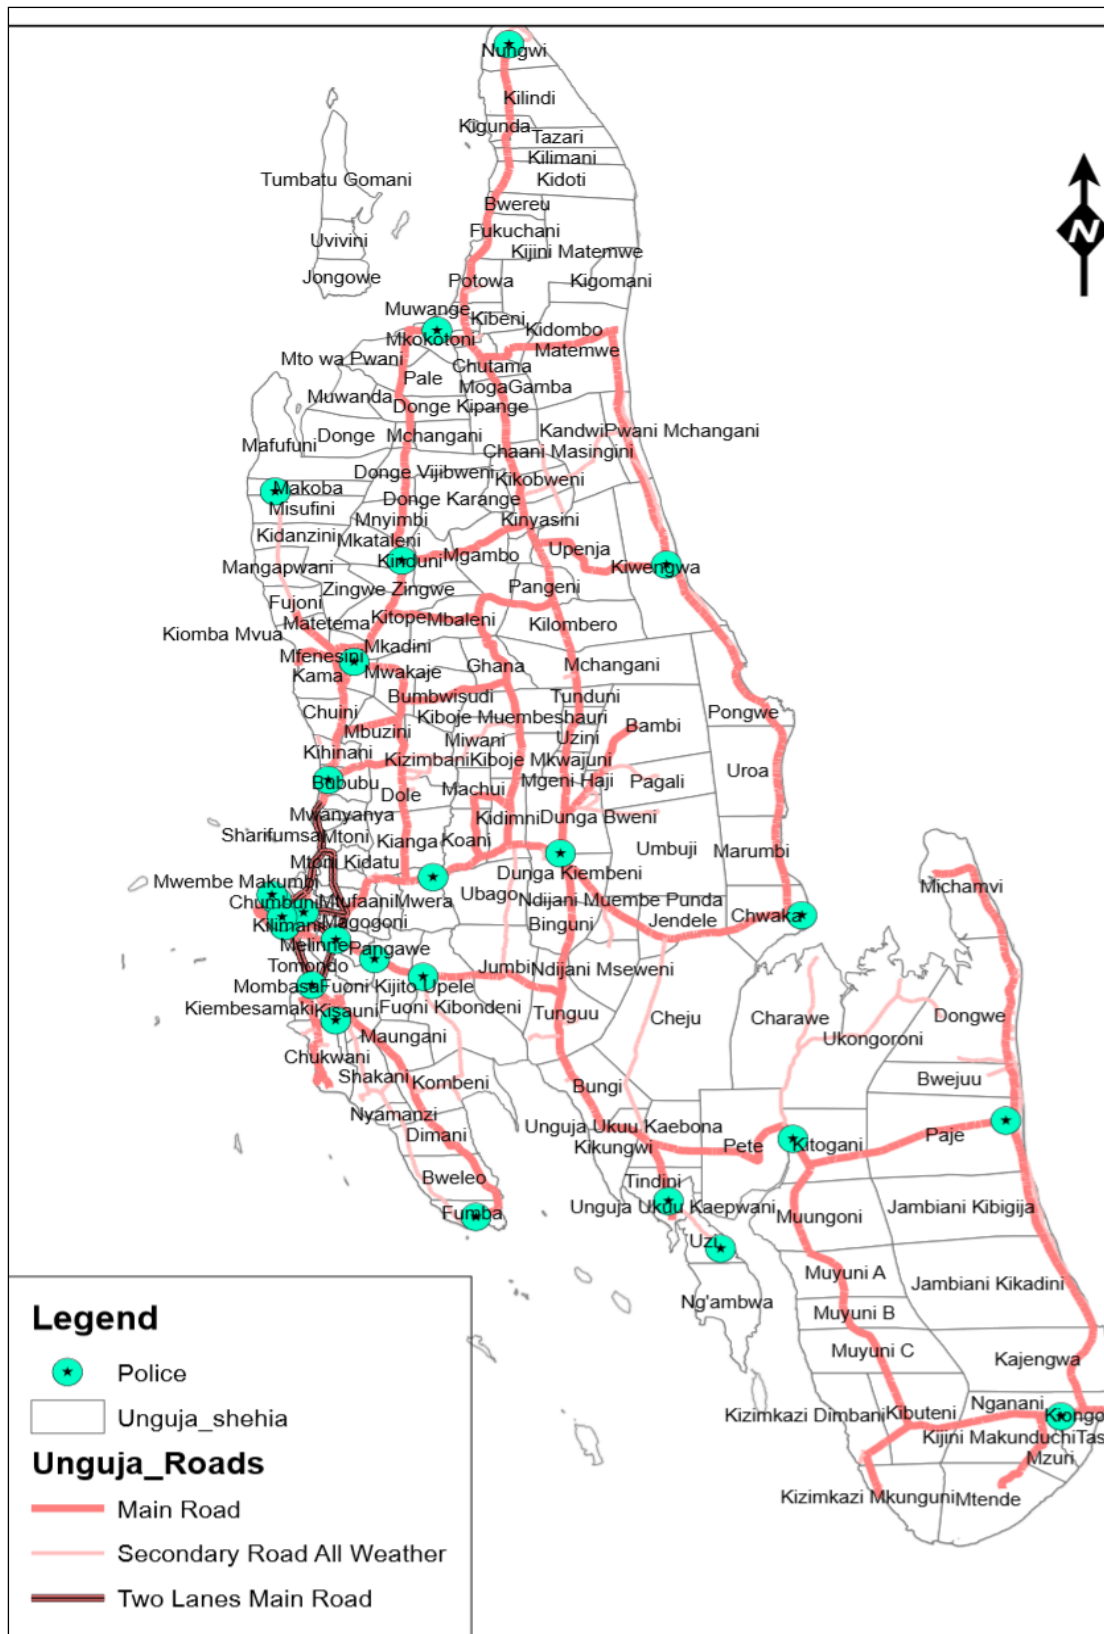 Nungwi
Kilindi
Kigunda
Tazari
Kilimani
Kidoti
Tumbatu Gomani
Bwereu
Fukuchani
Uvivini
Kijini Matemwe
Jongowe
Potowa
Kigomani
Muwange
Kibeni
Kidombo
Mkokotoni
Matemwe
Mto wa Pwani
Chutama
Pale
MogaGamba
Muwanda
Donge Kipange
Donge
Mchangani
KandwiPwani Mchangani
Mafufuni
Chaani Masingini
Donge Vijibweni
Kikobweni
Makoba
Donge Karange
Misufini
Mnyimbi
Kinyasini
Kidanzini
Mkataleni
Mgambo
Upenja
Kinduni
Kiwengwa
Mangapwani
Zingwe Zingwe
Pangeni
Fujoni
Matetema
Kitope
Mbaleni
Kilombero
Kiomba Mvua
Mkadini
Mfenesini
Ghana
Mchangani
Kama
Mwakaje
Bumbwisudi
Tunduni
Chuini
Kiboje Muembeshauri
Bambi
Pongwe
Mbuzini
Miwani
Uzini
Kihinani
Kizimbani
Kiboje Mkwajuni
Uroa
Bububu
Mgeni Haji
Pagali
Dole
Machui
Mwanyanya
Kidimni
Dunga Bweni
Sharifumsa
Mtoni
Kianga
Koani
Umbuji
Marumbi
Mtoni Kidatu
Dunga Kiembeni
Mwembe Makumbi
Michamvi
Chumbuni
Mtufaani
Mwera
Ubago
Ndijani Muembe Punda
Kilimani
Magogoni
Binguni
Jendele
Chwaka
Melinne
Pangawe
Tomondo
Jumbi
Ndijani Mseweni
Mombasa
Fuoni Kijito Upele
Kiembesamaki
Kisauni
Fuoni Kibondeni
Tunguu
Cheju
Charawe
Dongwe
Maungani
Ukongoroni
Chukwani
Shakani
Kombeni
Bungi
Bwejuu
Nyamanzi
Dimani
Unguja Ukuu Kaebona
Kikungwi
Pete
Kitogani
Paje
Bweleo
Tindini
Fumba
Unguja Ukuu Kaepwani
Muungoni
Jambiani Kibigija
Uzi
Muyuni A
Jambiani Kikadini
Ng'ambwa
Muyuni B
Muyuni C
Kajengwa
Nganani
Kizimkazi Dimbani
Kibuteni
Kiongo
Kijini Makunduchi
Tas
Mzuri
Kizimkazi Mkunguni
Mtende
N
Legend
Police
Unguja_shehia
Unguja_Roads
Main Road
Secondary Road All Weather
Two Lanes Main Road